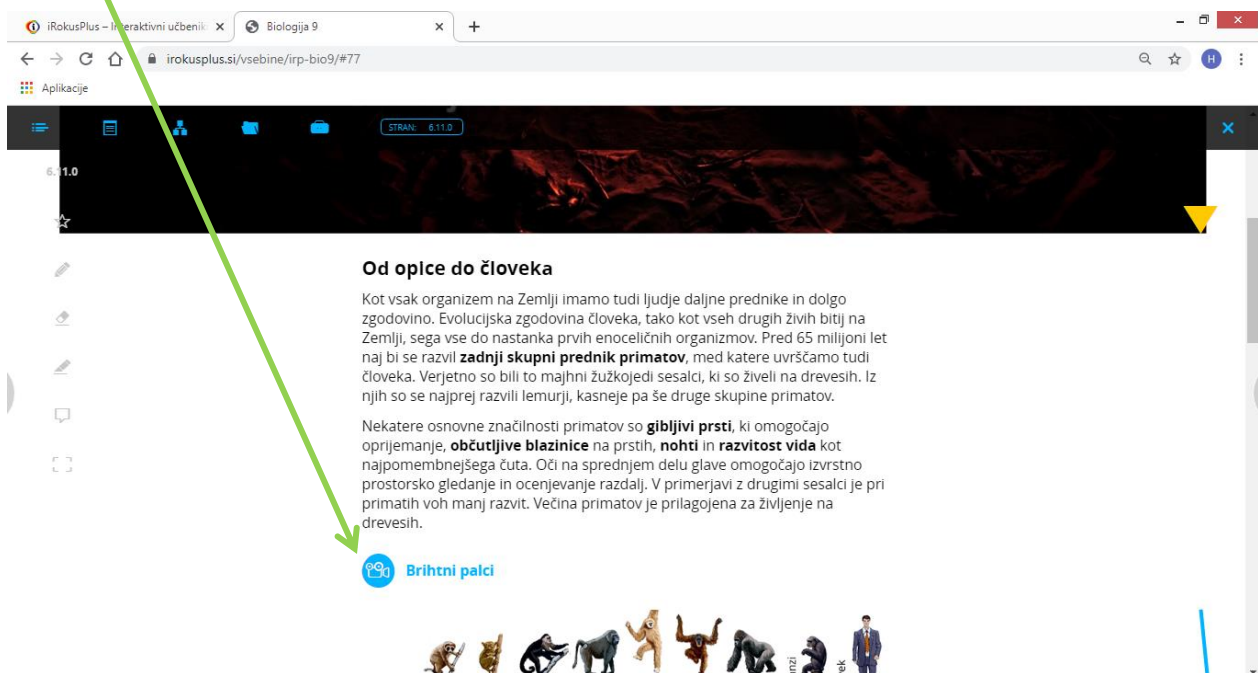 iRokusPlus – Interaktivni učbenik
Biologija 9
irokusplus.si/vsebine/irp-bio9/#77
H
Aplikacije
STRAN: 6.11.0
6.11.0
Od opice do človeka
Kot vsak organizem na Zemlji imamo tudi ljudje daljne prednike in dolgo
zgodovino. Evolucijska zgodovina človeka, tako kot vseh drugih živih bitij na
Zemlji, sega vse do nastanka prvih enoceličnih organizmov. Pred 65 milijoni let
naj bi se razvil zadnji skupni prednik primatov, med katere uvrščamo tudi
človeka. Verjetno so bili to majhni žužkojedi sesalci, ki so živeli na drevesih. Iz
njih so se najprej razvili lemurji, kasneje pa še druge skupine primatov.
Nekatere osnovne značilnosti primatov so gibljivi prsti, ki omogočajo
oprijemanje, občutljive blazinice na prstih, nohti in razvitost vida kot
najpomembnejšega čuta. Oči na sprednjem delu glave omogočajo izvrstno
prostorsko gledanje in ocenjevanje razdalj. V primerjavi z drugimi sesalci je pri
primatih voh manj razvit. Večina primatov je prilagojena za življenje na
drevesih.
Brihtni palci